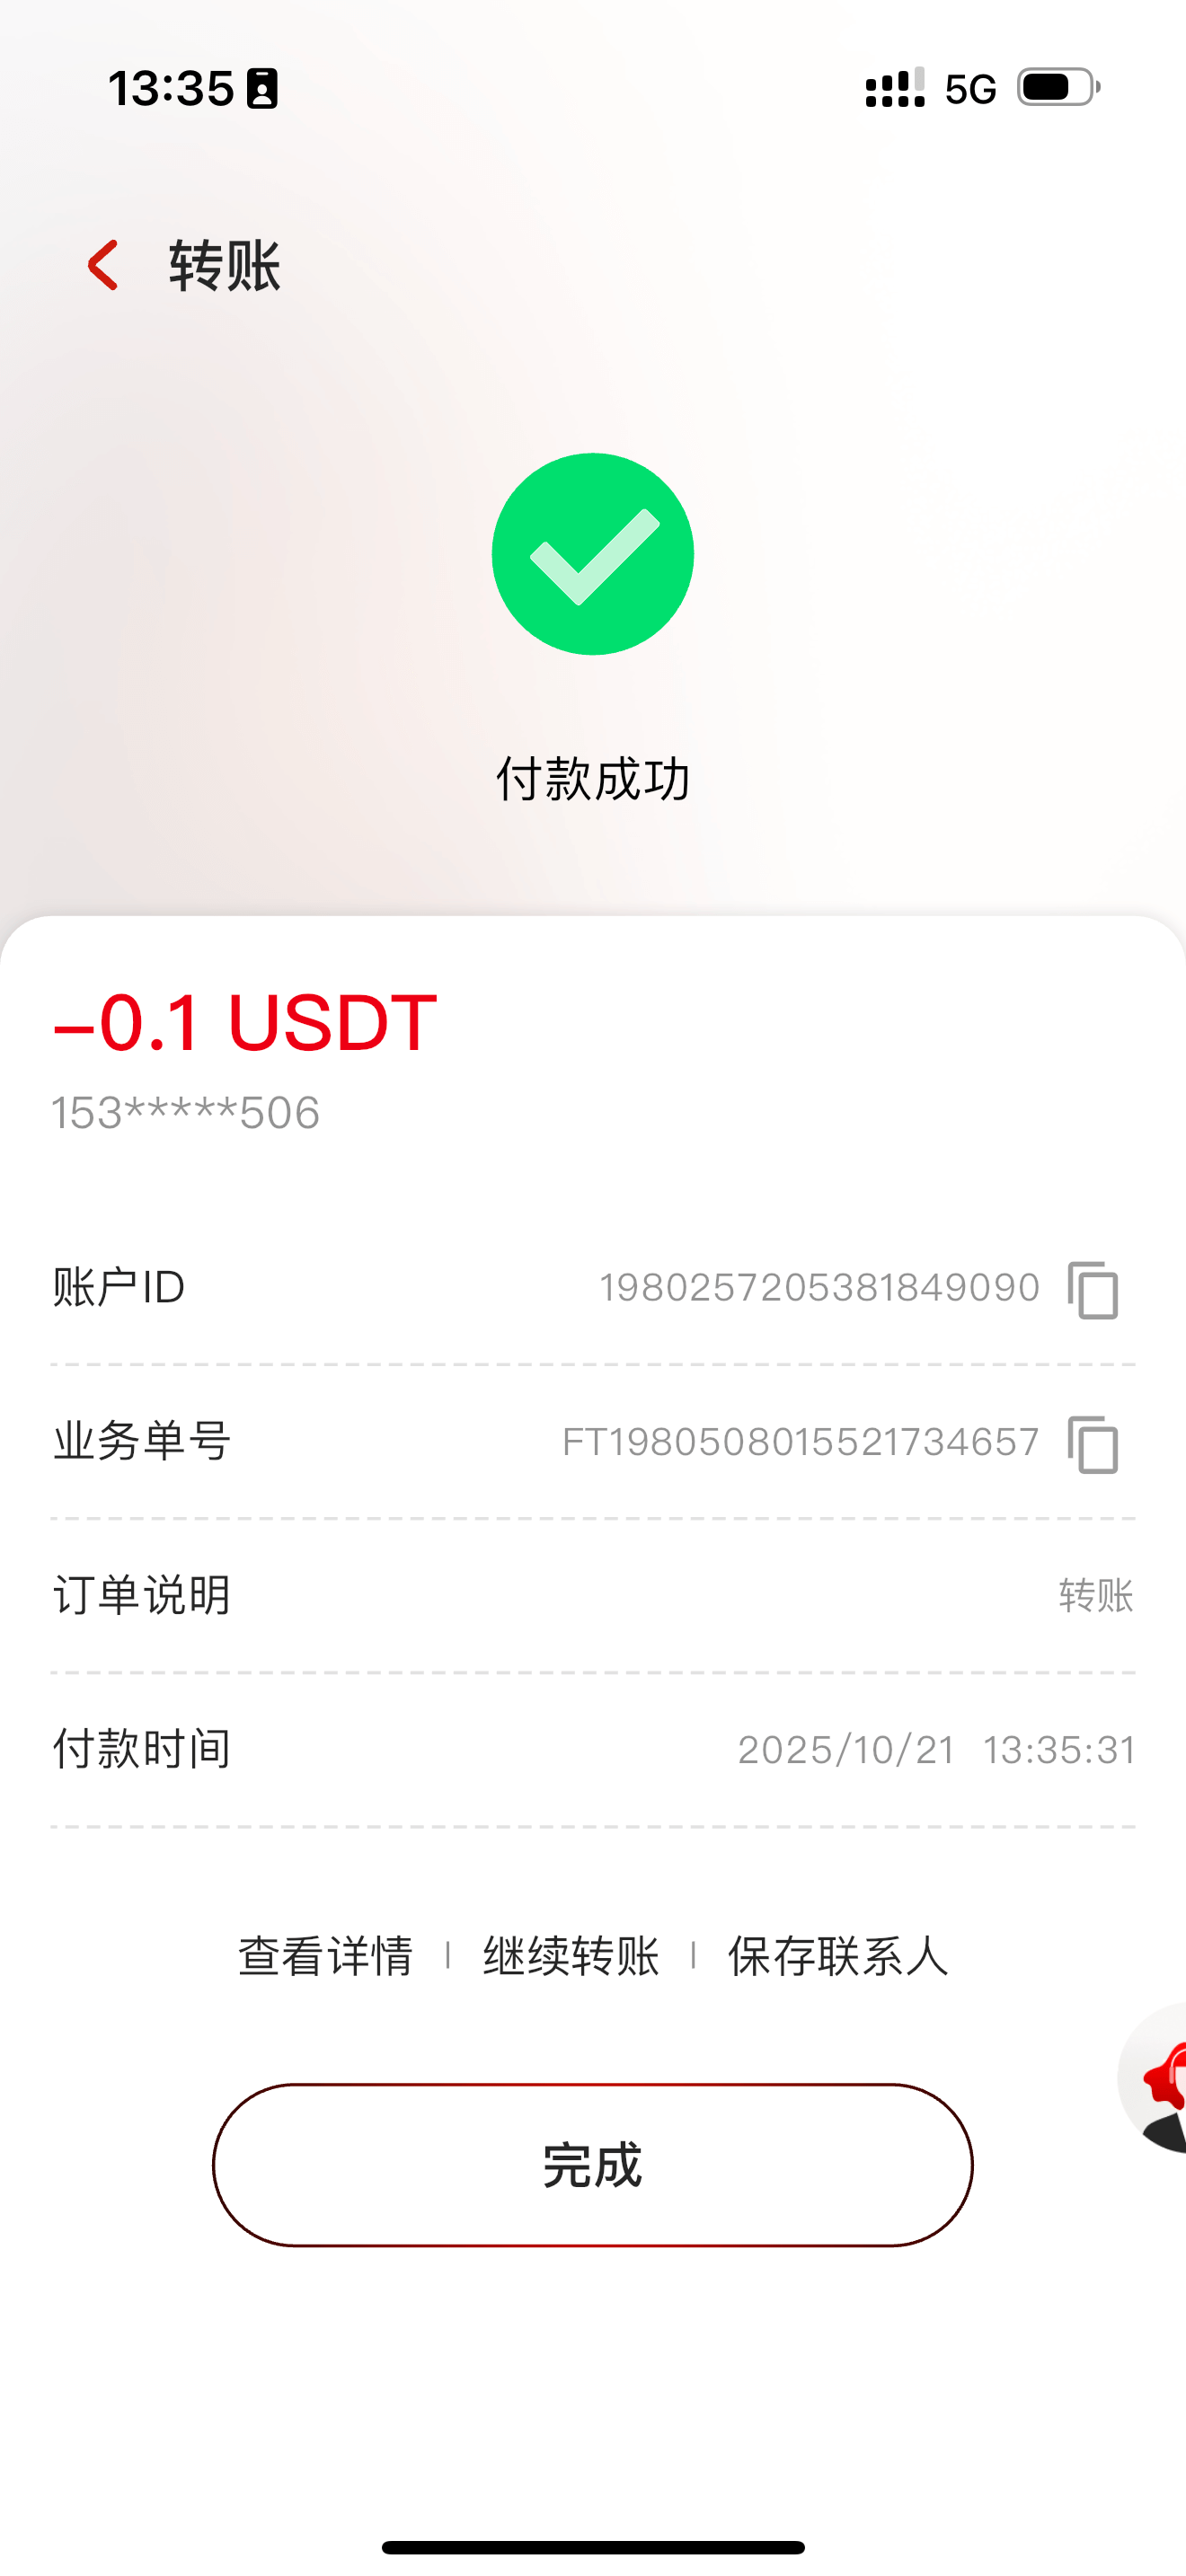 13:35
5G
转账
付款成功
–0.1 USDT
153*****506
账户ID 1980257205381849090
业务单号 FT1980508015521734657
订单说明 转账
付款时间 2025/10/21 13:35:31
查看详情 | 继续转账 | 保存联系人
完成